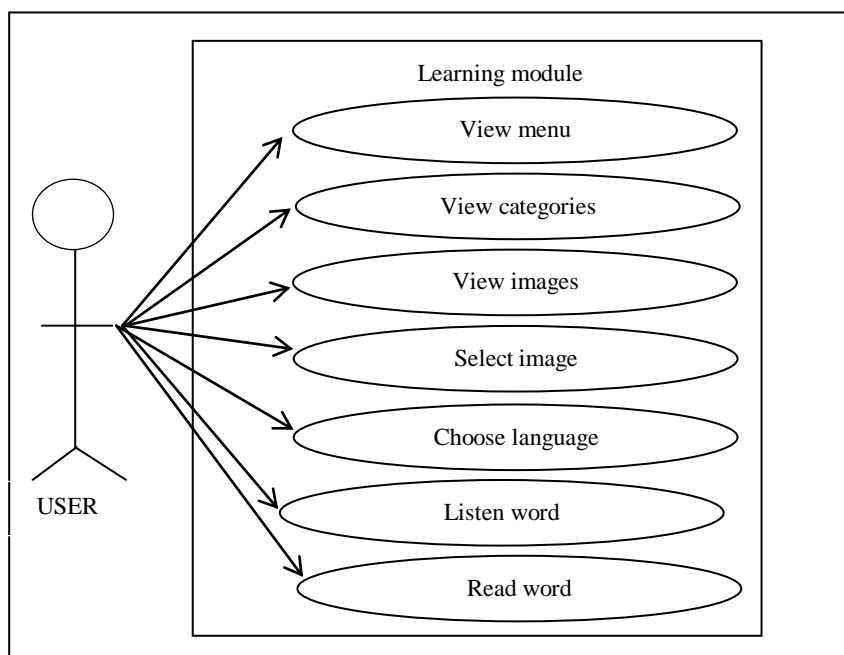 Learning module
View menu
View categories
View images
Select image
Choose language
Listen word
Read word
USER